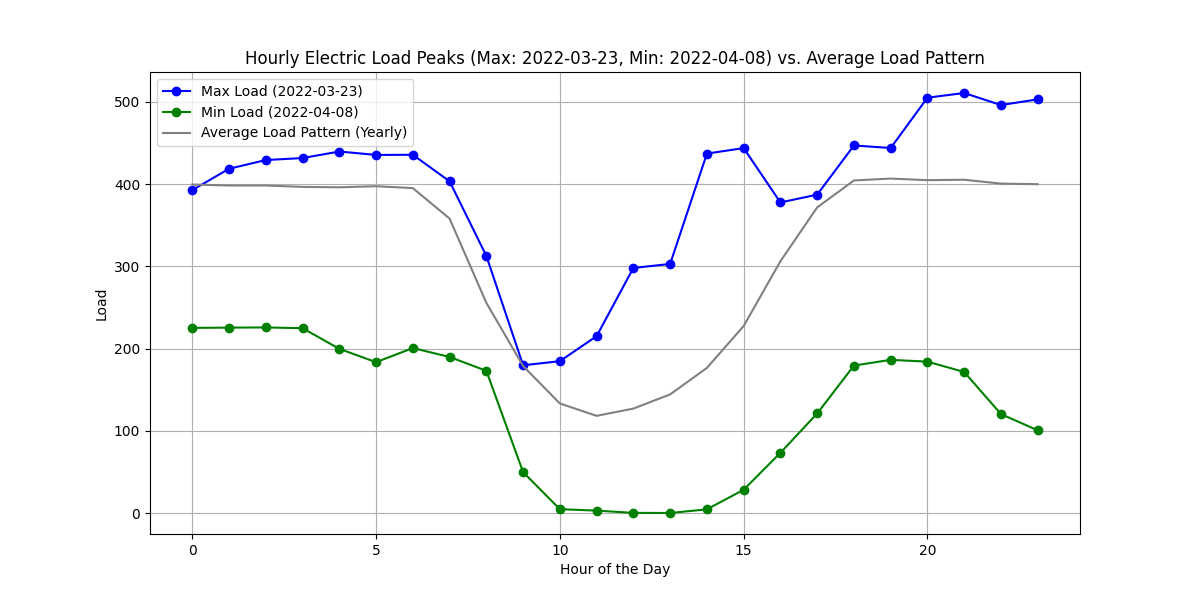 Hourly Electric Load Peaks (Max: 2022-03-23, Min: 2022-04-08) vs. Average Load Pattern
Max Load (2022-03-23)
Min Load (2022-04-08)
Average Load Pattern (Yearly)
500
400
300
200
100
0
Load
0 5 10 15 20
Hour of the Day